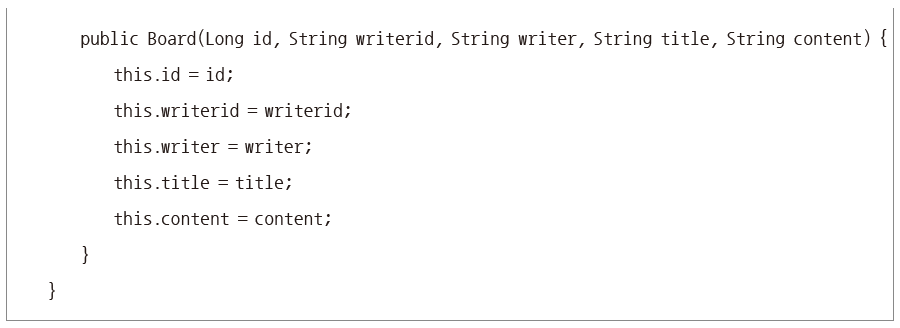 public Board(Long id, String writerid, String writer, String title, String content) {
this.id = id;
this.writerid = writerid;
this.writer = writer;
this.title = title;
this.content = content;
}
}